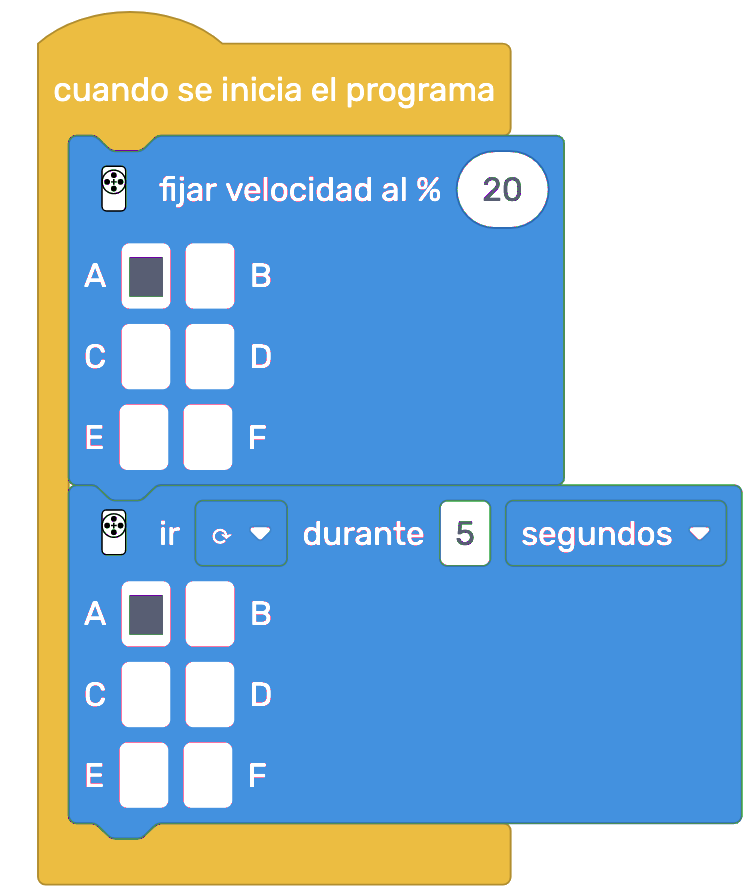 cuando se inicia el programa
fijar velocidad al % 20
A B
C D
E F
ir ⟳ durante 5 segundos
A B
C D
E F